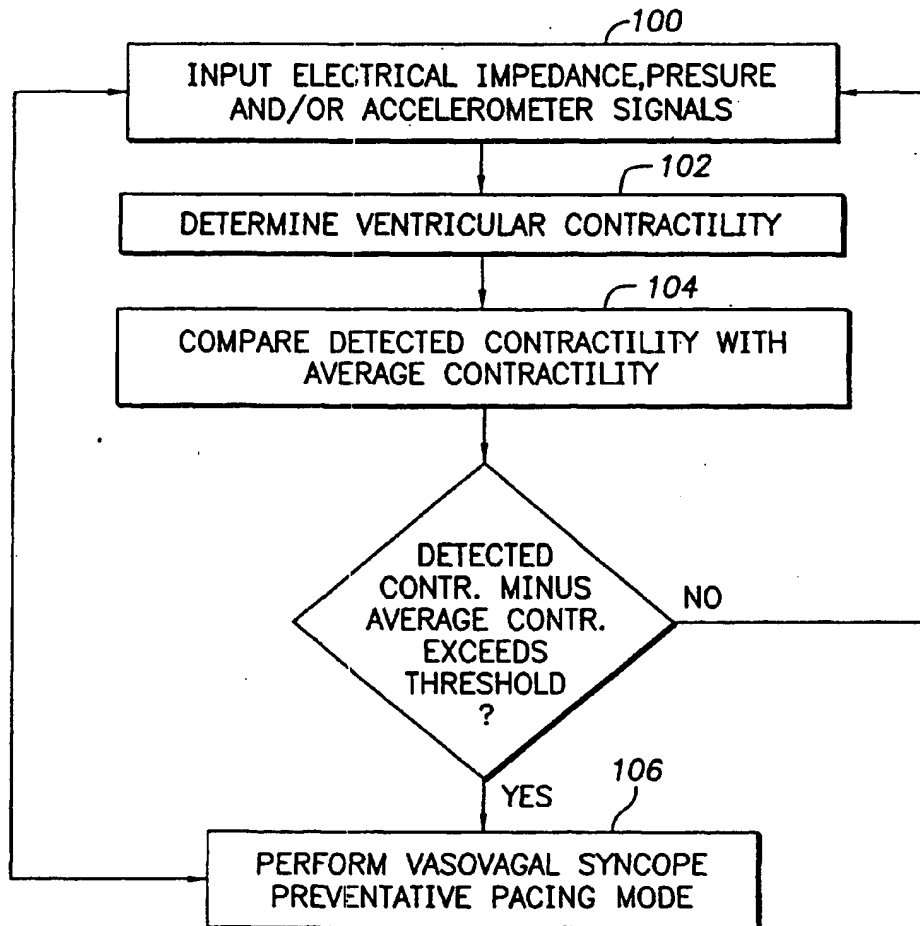 100
INPUT ELECTRICAL IMPEDANCE,PRESURE
AND/OR ACCELEROMETER SIGNALS
102
DETERMINE VENTRICULAR CONTRACTILITY
104
COMPARE DETECTED CONTRACTILITY WITH
AVERAGE CONTRACTILITY
DETECTED
CONTR. MINUS
AVERAGE CONTR.
EXCEEDS
THRESHOLD
?
NO
YES
106
PERFORM VASOVAGAL SYNCOPE
PREVENTATIVE PACING MODE